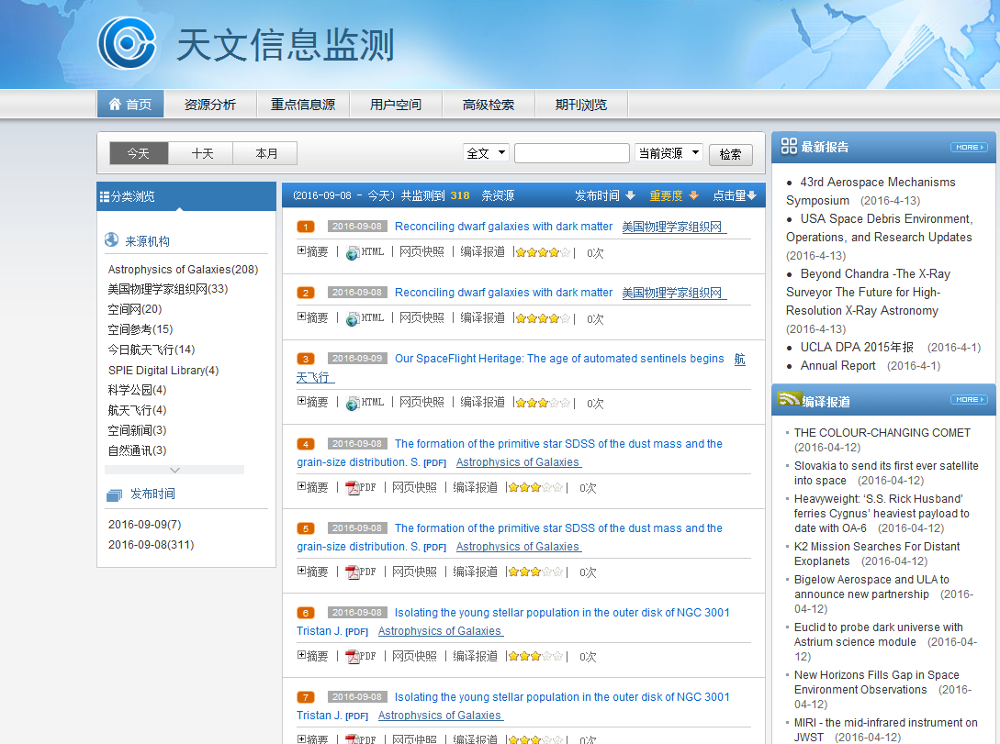 天文信息监测
首页 资源分析 重点信息源 用户空间 高级检索 期刊浏览
今天 十天 本月 全文 当前资源 检索
分类浏览
来源机构
Astrophysics of Galaxies(208)
美国物理学家组织网(33)
空间网(20)
空间参考(15)
今日航天飞行(14)
SPIE Digital Library(4)
科学公园(4)
航天飞行(4)
空间新闻(3)
自然通讯(3)
发布时间
2016-09-09(7)
2016-09-08(311)
(2016-09-08 - 今天) 共监测到 318 条资源 发布时间 重要度 点击量
1 2016-09-08 Reconciling dwarf galaxies with dark matter 美国物理学家组织网
摘要 | HTML | 网页快照 | 编译报道 | | 0次
2 2016-09-08 Reconciling dwarf galaxies with dark matter 美国物理学家组织网
摘要 | HTML | 网页快照 | 编译报道 | | 0次
3 2016-09-09 Our SpaceFlight Heritage: The age of automated sentinels begins 航
天飞行
摘要 | HTML | 网页快照 | 编译报道 | | 0次
4 2016-09-08 The formation of the primitive star SDSS of the dust mass and the
grain-size distribution. S. [PDF] Astrophysics of Galaxies
摘要 | PDF | 网页快照 | 编译报道 | | 0次
5 2016-09-08 The formation of the primitive star SDSS of the dust mass and the
grain-size distribution. S. [PDF] Astrophysics of Galaxies
摘要 | PDF | 网页快照 | 编译报道 | | 0次
6 2016-09-08 Isolating the young stellar population in the outer disk of NGC 3001
Tristan J. [PDF] Astrophysics of Galaxies
摘要 | PDF | 网页快照 | 编译报道 | | 0次
7 2016-09-08 Isolating the young stellar population in the outer disk of NGC 3001
Tristan J. [PDF] Astrophysics of Galaxies
摘要 | PDF | 网页快照 | 编译报道 | | 0次
最新报告 MORE
• 43rd Aerospace Mechanisms
Symposium (2016-4-13)
• USA Space Debris Environment,
Operations, and Research Updates
(2016-4-13)
• Beyond Chandra -The X-Ray
Surveyor The Future for High-
Resolution X-Ray Astronomy
(2016-4-13)
• UCLA DPA 2015年报 (2016-4-1)
• Annual Report (2016-4-1)
编译报道 MORE
THE COLOUR-CHANGING COMET
(2016-04-12)
Slovakia to send its first ever satellite
into space (2016-04-12)
Heavyweight: ‘S.S. Rick Husband’
ferries Cygnus’ heaviest payload to
date with OA-6 (2016-04-12)
K2 Mission Searches For Distant
Exoplanets (2016-04-12)
Bigelow Aerospace and ULA to
announce new partnership (2016-
04-12)
Euclid to probe dark universe with
Astrium science module (2016-04-
12)
New Horizons Fills Gap in Space
Environment Observations (2016-
04-12)
MIRI - the mid-infrared instrument on
JWST (2016-04-12)